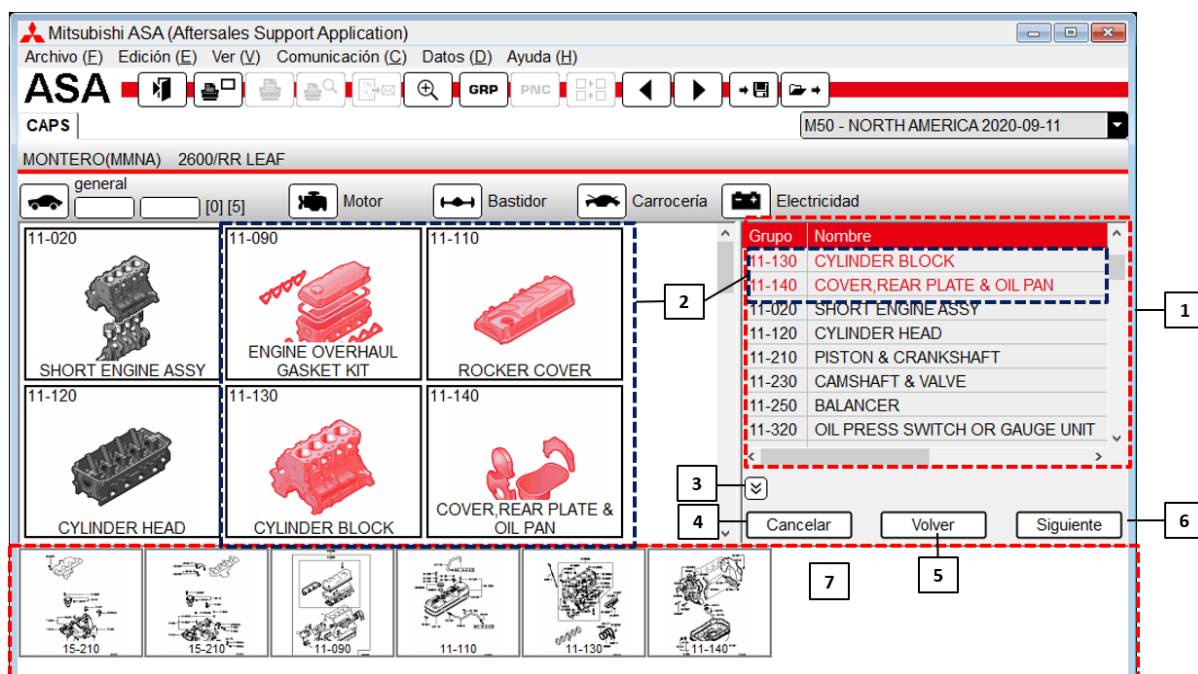 Mitsubishi ASA (Aftersales Support Application)
Archivo (F) Edición (E) Ver (V) Comunicación (C) Datos (D) Ayuda (H)
ASA GRP PNC
CAPS
M50 - NORTH AMERICA 2020-09-11
MONTERO(MMNA) 2600/RR LEAF
general
[0] [5]
Motor
Bastidor
Carrocería
Electricidad
11-020
SHORT ENGINE ASSY
11-090
ENGINE OVERHAUL
GASKET KIT
11-110
ROCKER COVER
11-120
CYLINDER HEAD
11-130
CYLINDER BLOCK
11-140
COVER,REAR PLATE &
OIL PAN
2
Grupo Nombre
11-130 CYLINDER BLOCK
11-140 COVER,REAR PLATE & OIL PAN
11-020 SHORT ENGINE ASSY
11-120 CYLINDER HEAD
11-210 PISTON & CRANKSHAFT
11-230 CAMSHAFT & VALVE
11-250 BALANCER
11-320 OIL PRESS SWITCH OR GAUGE UNIT
1
3
4
Cancelar
Volver
Siguiente
6
5
7
15-210
15-210
11-090
11-110
11-130
11-140